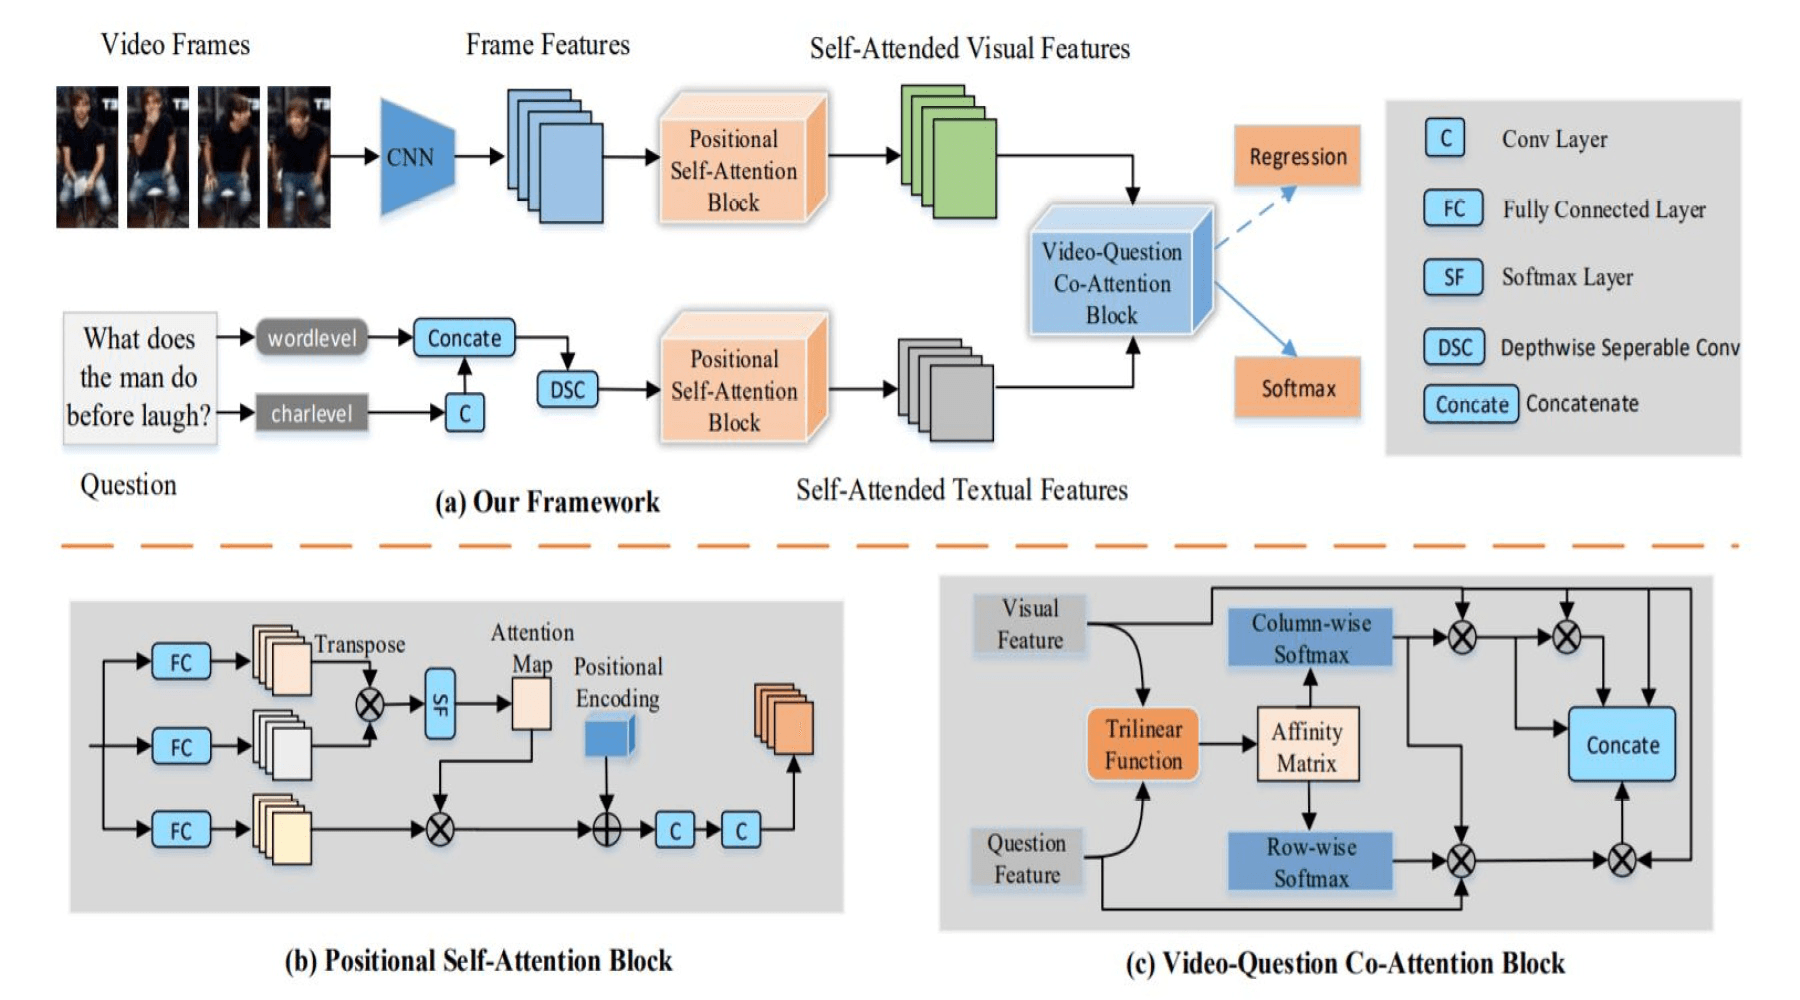 Video Frames
Frame Features
Self-Attended Visual Features
T3
T3
T3
CNN
Positional
Self-Attention
Block
Regression
Video-Question
Co-Attention
Block
Softmax
C Conv Layer
FC Fully Connected Layer
SF Softmax Layer
DSC Depthwise Seperable Conv
Concate Concatenate
What does
the man do
before laugh?
wordlevel
charlevel
Concate
C
DSC
Positional
Self-Attention
Block
Question
(a) Our Framework
Self-Attended Textual Features
FC
FC
FC
Transpose
SF
Attention
Map
Positional
Encoding
C
C
(b) Positional Self-Attention Block
Visual
Feature
Question
Feature
Trilinear
Function
Column-wise
Softmax
Affinity
Matrix
Row-wise
Softmax
Concate
(c) Video-Question Co-Attention Block